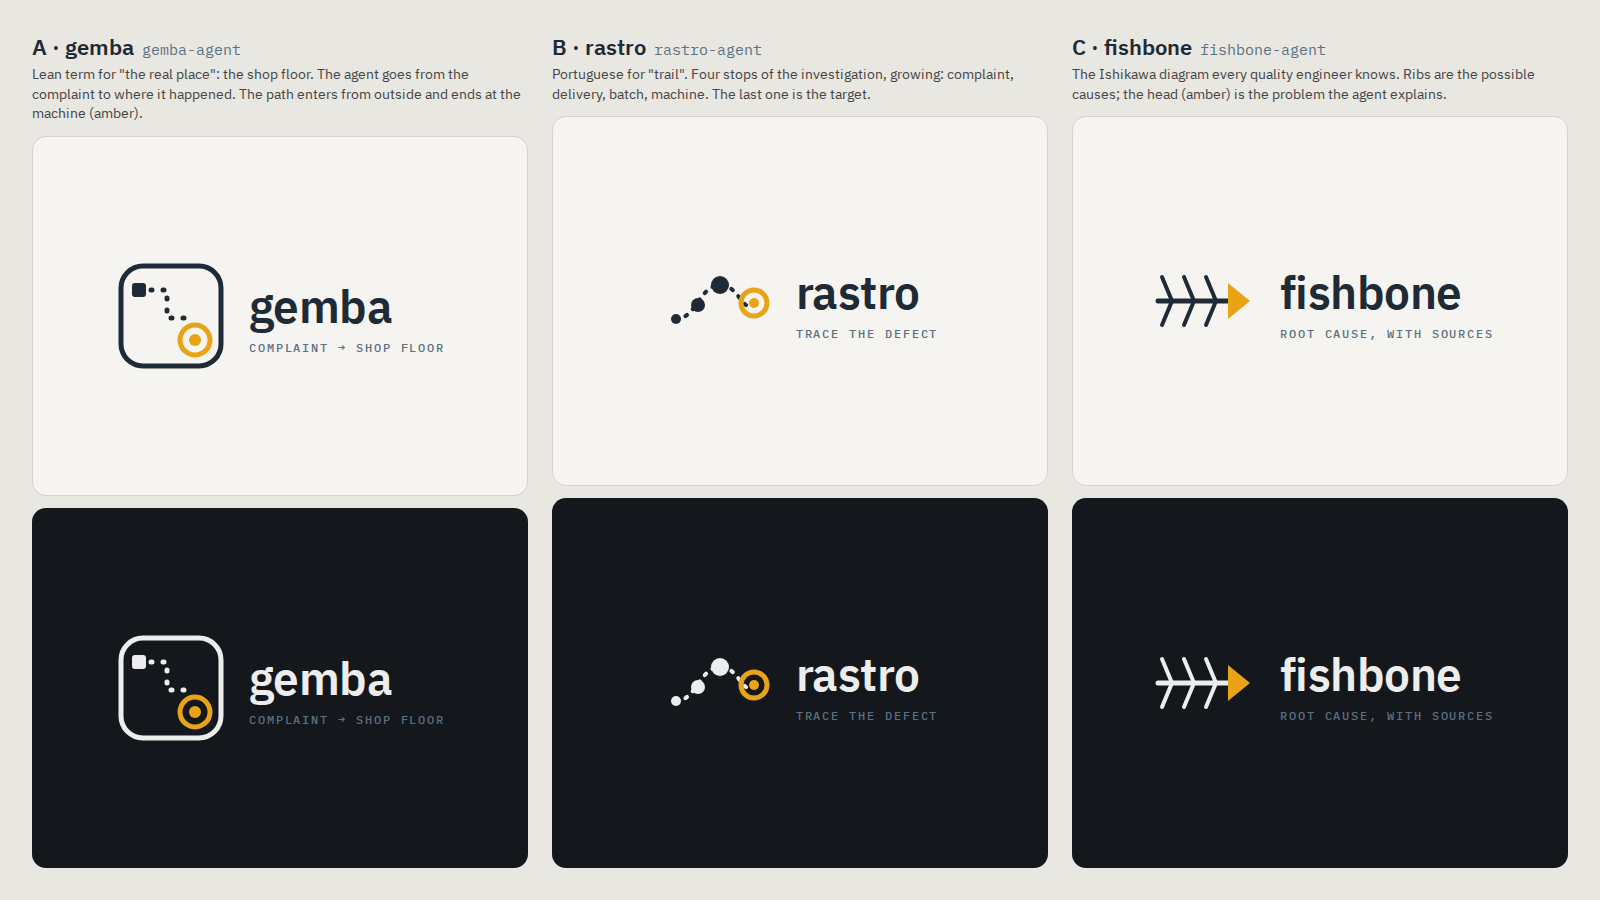 A · gemba gemba-agent
Lean term for "the real place": the shop floor. The agent goes from the
complaint to where it happened. The path enters from outside and ends at the
machine (amber).
gemba
COMPLAINT → SHOP FLOOR
gemba
COMPLAINT → SHOP FLOOR
B · rastro rastro-agent
Portuguese for "trail". Four stops of the investigation, growing: complaint,
delivery, batch, machine. The last one is the target.
rastro
TRACE THE DEFECT
rastro
TRACE THE DEFECT
C · fishbone fishbone-agent
The Ishikawa diagram every quality engineer knows. Ribs are the possible
causes; the head (amber) is the problem the agent explains.
fishbone
ROOT CAUSE, WITH SOURCES
fishbone
ROOT CAUSE, WITH SOURCES